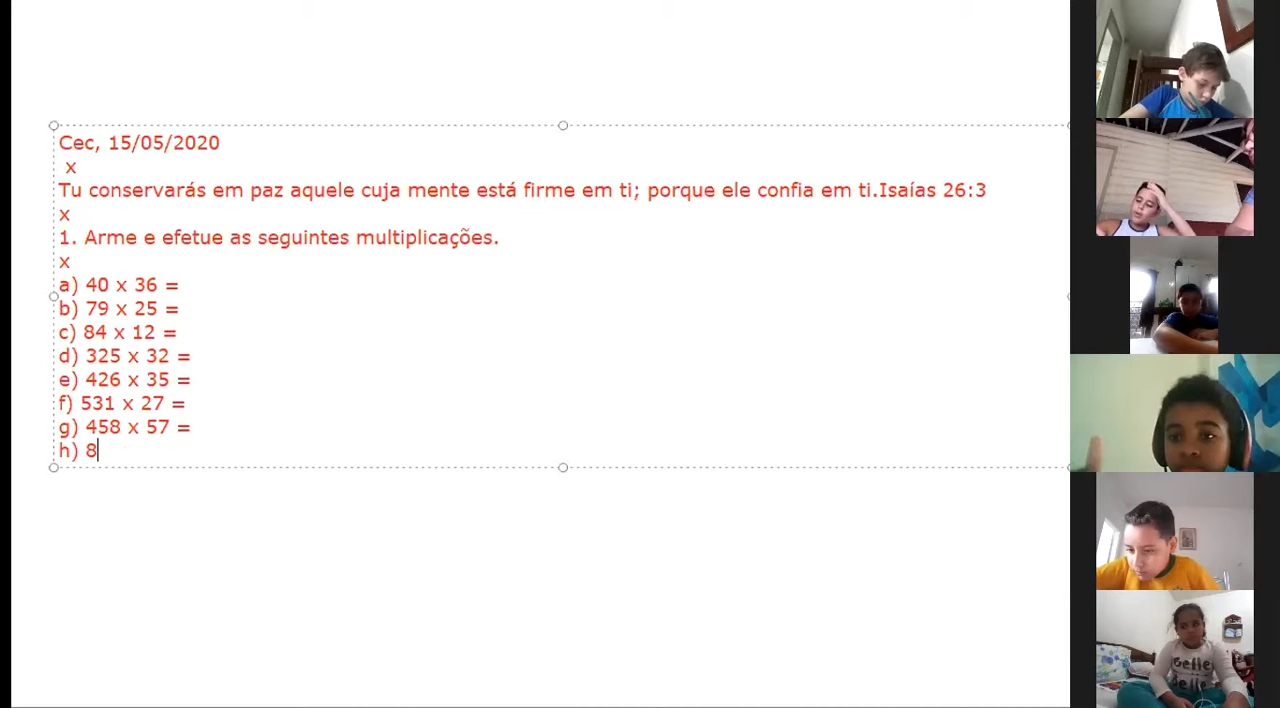 Cec, 15/05/2020
x
Tu conservarás em paz aquele cuja mente está firme em ti; porque ele confia em ti.Isaías 26:3
x
1. Arme e efetue as seguintes multiplicações.
x
a) 40 x 36 =
b) 79 x 25 =
c) 84 x 12 =
d) 325 x 32 =
e) 426 x 35 =
f) 531 x 27 =
g) 458 x 57 =
h) 8